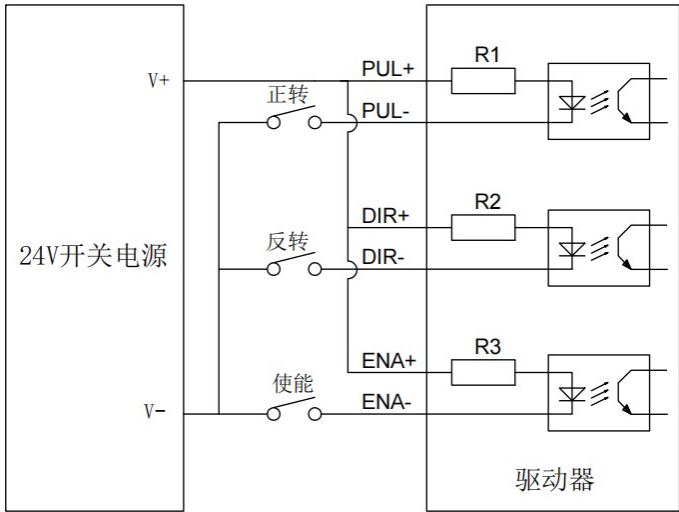 R1
V+
PUL+
正转
PUL-
R2
DIR+
反转
DIR-
24V开关电源
R3
ENA+
使能
ENA-
V-
驱动器